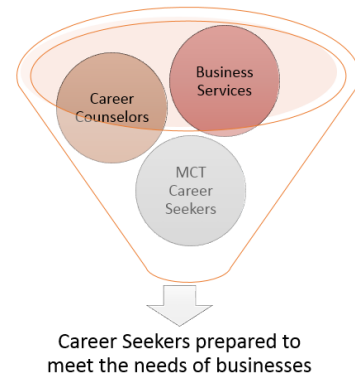 Business
Services
Career
Counselors
MCT
Career
Seekers
Career Seekers prepared to
meet the needs of businesses